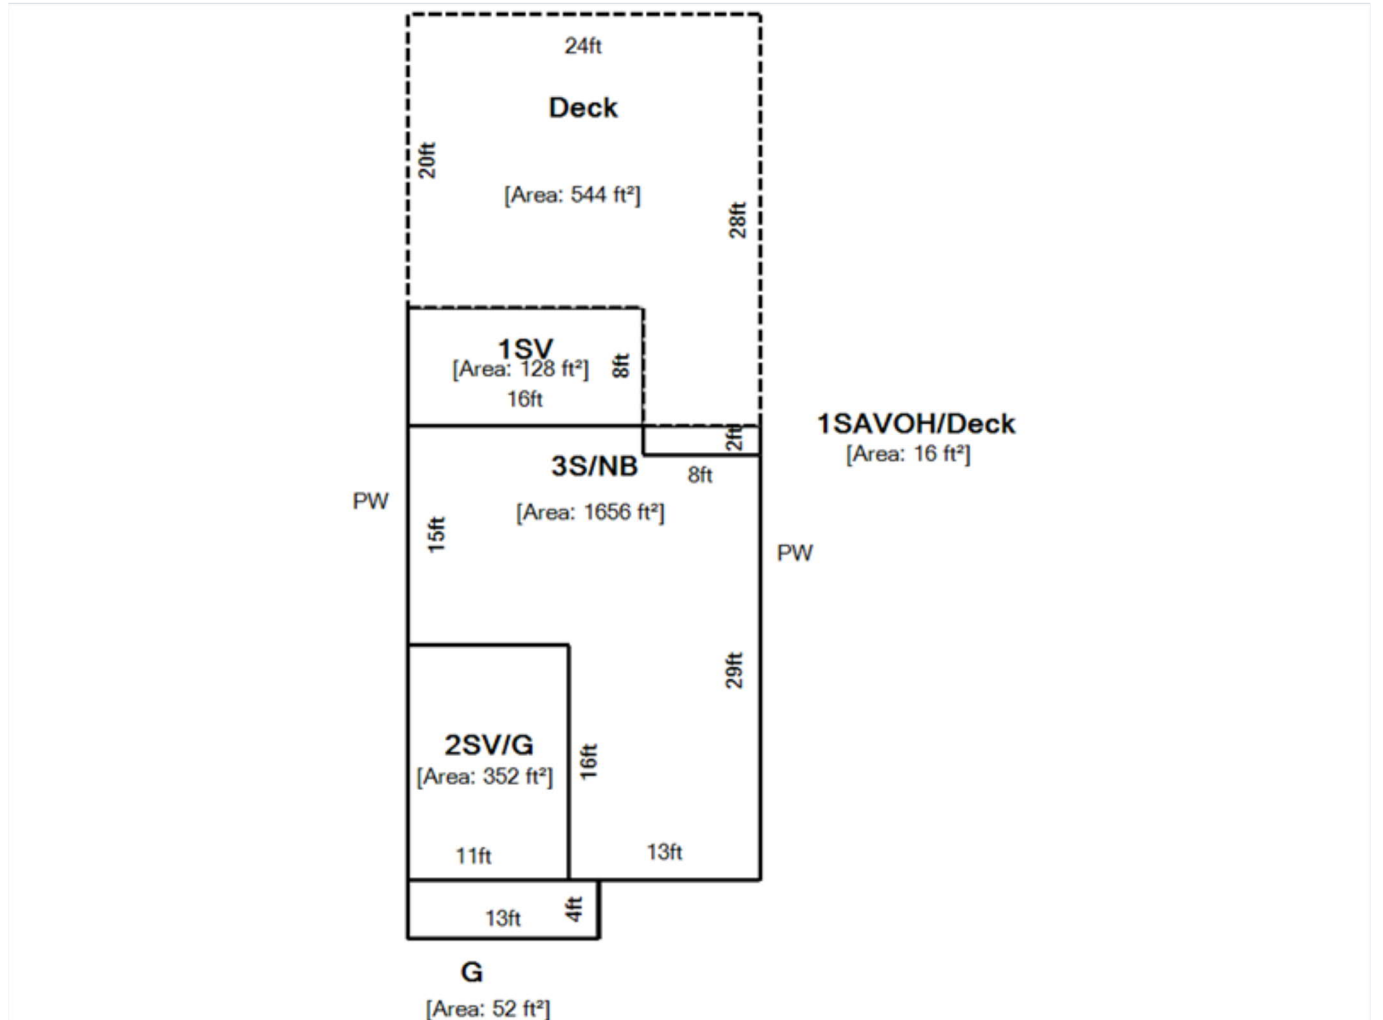 24ft
Deck
20ft
[Area: 544 ft²]
28ft
1SV
[Area: 128 ft²]
8ft
16ft
1SAVOH/Deck
[Area: 16 ft²]
2ft
3S/NB
8ft
[Area: 1656 ft²]
PW
15ft
PW
29ft
2SV/G
[Area: 352 ft²]
16ft
11ft
13ft
13ft
4ft
G
[Area: 52 ft²]